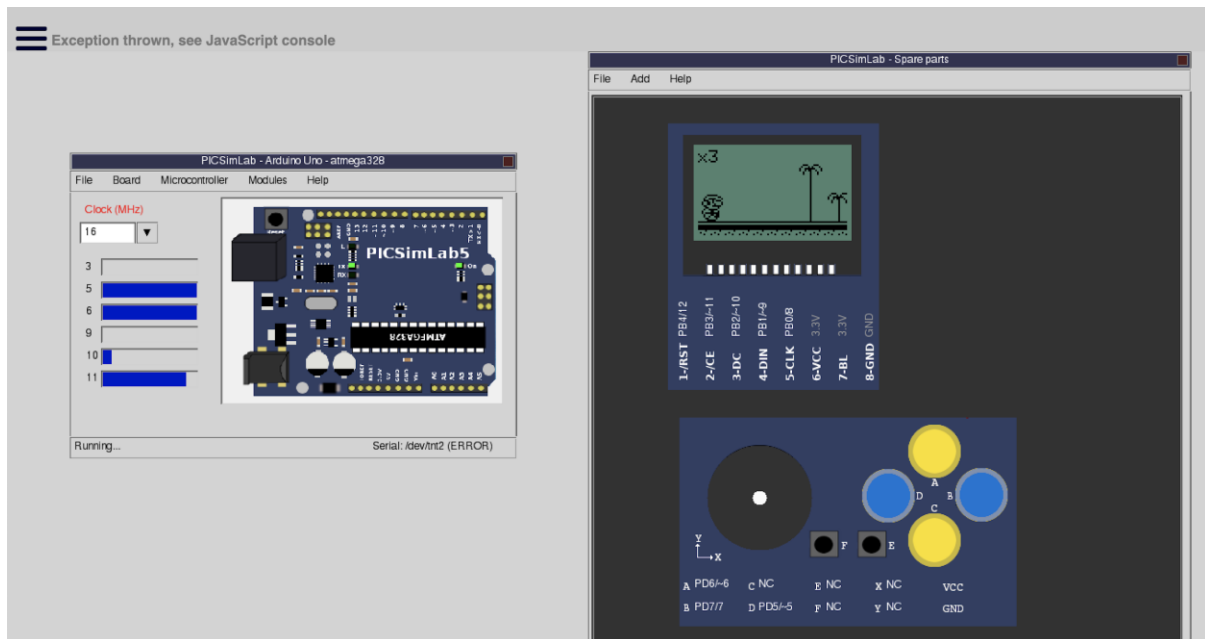 Exception thrown, see JavaScript console
PICSimLab - Arduino Uno - atmega328
File Board Microcontroller Modules Help
Clock (MHz)
16
3
5
6
9
10
11
PICSimLab5
ATMEGA328
Running...
Serial: /dev/tnt2 (ERROR)
PICSimLab - Spare parts
File Add Help
x3
1-/RST PB4/12
2-/CE PB3/~11
3-DC PB2/~10
4-DIN PB1/~9
5-CLK PB0/8
6-VCC 3.3V
7-BL 3.3V
8-GND GND
A
D B
C
Y
X
F E
A PD6/~6 C NC E NC X NC VCC
B PD7/7 D PD5/~5 F NC Y NC GND